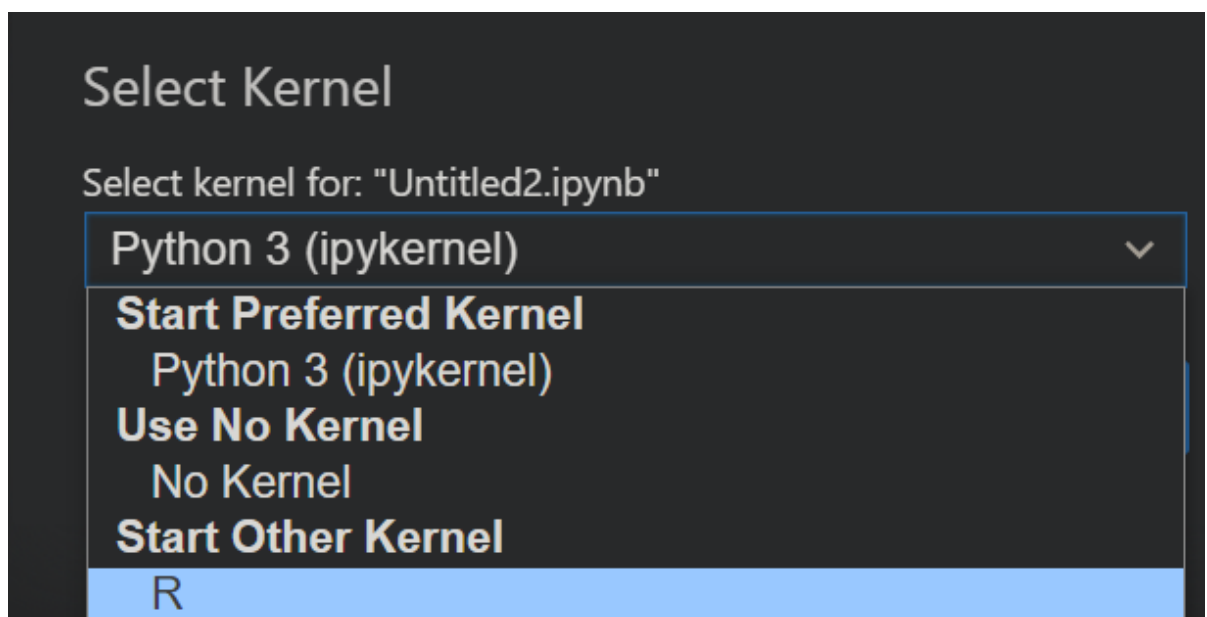 Select Kernel
Select kernel for: "Untitled2.ipynb"
Python 3 (ipykernel)
Start Preferred Kernel
Python 3 (ipykernel)
Use No Kernel
No Kernel
Start Other Kernel
R